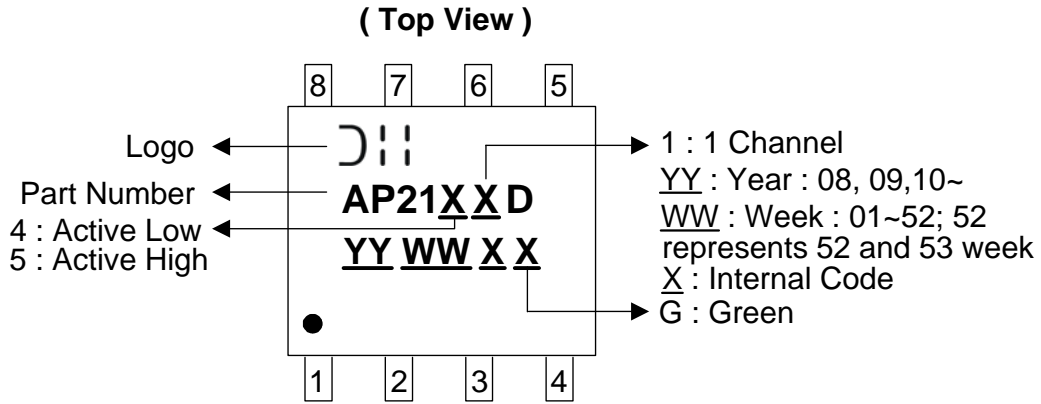 ( Top View )
8 7 6 5
Logo
Part Number
4 : Active Low
5 : Active High
AP21X X D
YY WW X X
1 : 1 Channel
YY : Year : 08, 09,10~
WW : Week : 01~52; 52
represents 52 and 53 week
X : Internal Code
G : Green
1 2 3 4